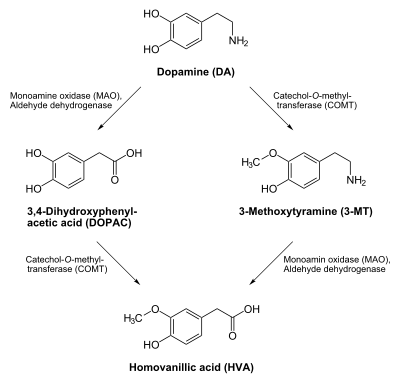 HO
HO
NH2
Dopamine (DA)
Monoamine oxidase (MAO),
Aldehyde dehydrogenase
Catechol-O-methyl-
transferase (COMT)
HO
HO
OH
O
3,4-Dihydroxyphenyl-
acetic acid (DOPAC)
O
H3C
HO
NH2
3-Methoxytyramine (3-MT)
Catechol-O-methyl-
transferase (COMT)
Monoamin oxidase (MAO),
Aldehyde dehydrogenase
O
H3C
HO
OH
O
Homovanillic acid (HVA)